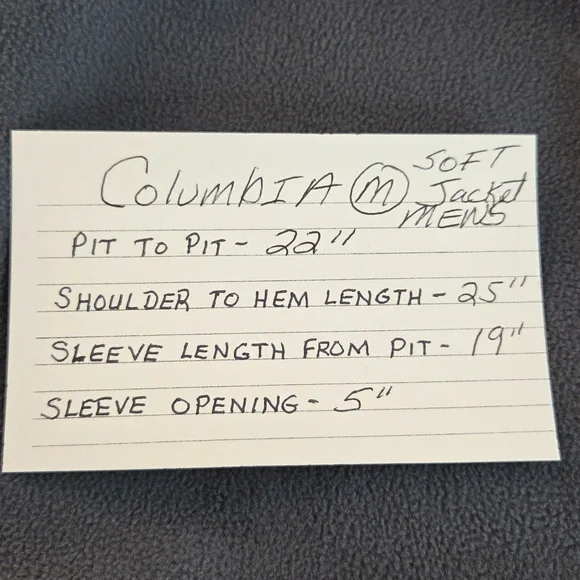 SOFT
COLUMBIA M Jacket
MENS
PIT TO PIT - 22"
SHOULDER TO HEM LENGTH - 25"
SLEEVE LENGTH FROM PIT - 19"
SLEEVE OPENING - 5"